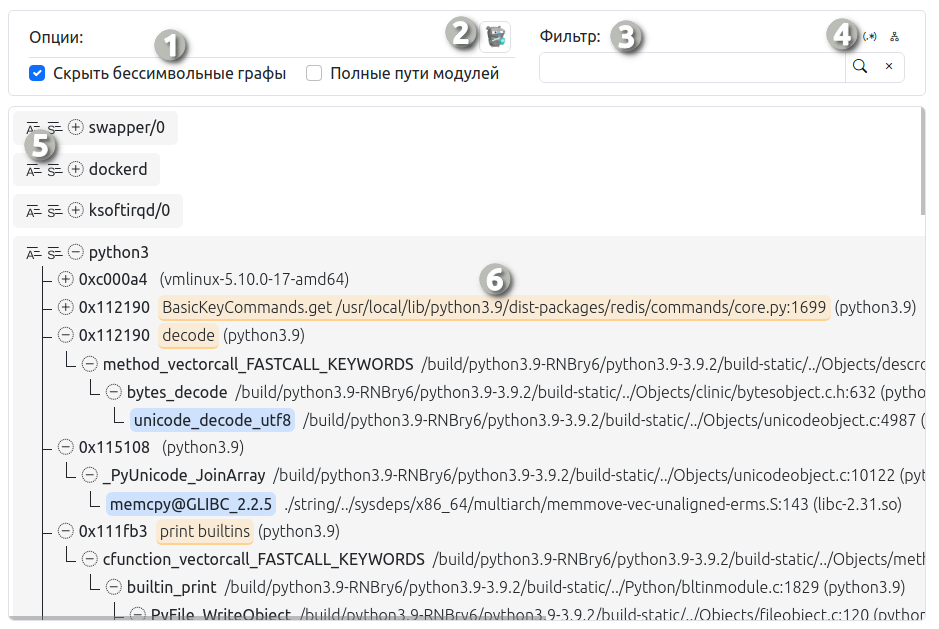 Опции:
1
2
Фильтр:
3
4
(.*)
Скрыть бессимвольные графы
Полные пути модулей
×
A S + swapper/0
5
A S + dockerd
A S + ksoftirqd/0
A S − python3
6
+ 0xc000a4 (vmlinux-5.10.0-17-amd64)
+ 0x112190 BasicKeyCommands.get /usr/local/lib/python3.9/dist-packages/redis/commands/core.py:1699 (python3.9)
− 0x112190 decode (python3.9)
− method_vectorcall_FASTCALL_KEYWORDS /build/python3.9-RNBry6/python3.9-3.9.2/build-static/../Objects/descro
− bytes_decode /build/python3.9-RNBry6/python3.9-3.9.2/build-static/../Objects/clinic/bytesobject.c.h:632 (pytho
unicode_decode_utf8 /build/python3.9-RNBry6/python3.9-3.9.2/build-static/../Objects/unicodeobject.c:4987 (
− 0x115108 (python3.9)
− _PyUnicode_JoinArray /build/python3.9-RNBry6/python3.9-3.9.2/build-static/../Objects/unicodeobject.c:10122 (pyt
memcpy@GLIBC_2.2.5 ./string/../sysdeps/x86_64/multiarch/memmove-vec-unaligned-erms.S:143 (libc-2.31.so)
− 0x111fb3 print builtins (python3.9)
− cfunction_vectorcall_FASTCALL_KEYWORDS /build/python3.9-RNBry6/python3.9-3.9.2/build-static/../Objects/meth
− builtin_print /build/python3.9-RNBry6/python3.9-3.9.2/build-static/../Python/bltinmodule.c:1829 (python3.9)
− PyFile_WriteObject /build/python3.9-RNBry6/python3.9-3.9.2/build-static/../Objects/fileobject.c:120 (python3